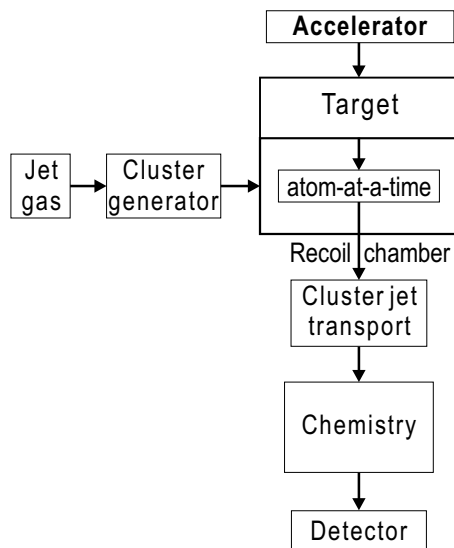 Accelerator
Target
Jet
gas
Cluster
generator
atom-at-a-time
Recoil chamber
Cluster jet
transport
Chemistry
Detector